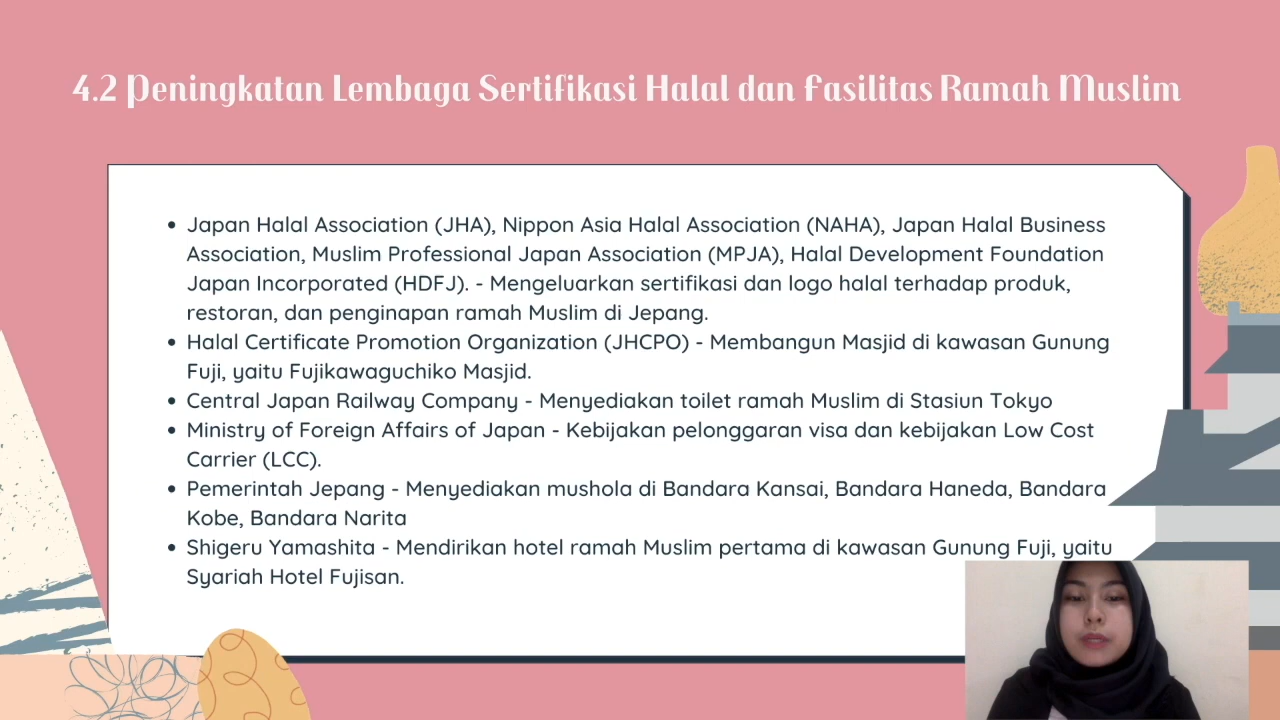 4.2 Peningkatan Lembaga Sertifikasi Halal dan Fasilitas Ramah Muslim
• Japan Halal Association (JHA), Nippon Asia Halal Association (NAHA), Japan Halal Business
Association, Muslim Professional Japan Association (MPJA), Halal Development Foundation
Japan Incorporated (HDFJ). - Mengeluarkan sertifikasi dan logo halal terhadap produk,
restoran, dan penginapan ramah Muslim di Jepang.
• Halal Certificate Promotion Organization (JHCPO) - Membangun Masjid di kawasan Gunung
Fuji, yaitu Fujikawaguchiko Masjid.
• Central Japan Railway Company - Menyediakan toilet ramah Muslim di Stasiun Tokyo
• Ministry of Foreign Affairs of Japan - Kebijakan pelonggaran visa dan kebijakan Low Cost
Carrier (LCC).
• Pemerintah Jepang - Menyediakan mushola di Bandara Kansai, Bandara Haneda, Bandara
Kobe, Bandara Narita
• Shigeru Yamashita - Mendirikan hotel ramah Muslim pertama di kawasan Gunung Fuji, yaitu
Syariah Hotel Fujisan.